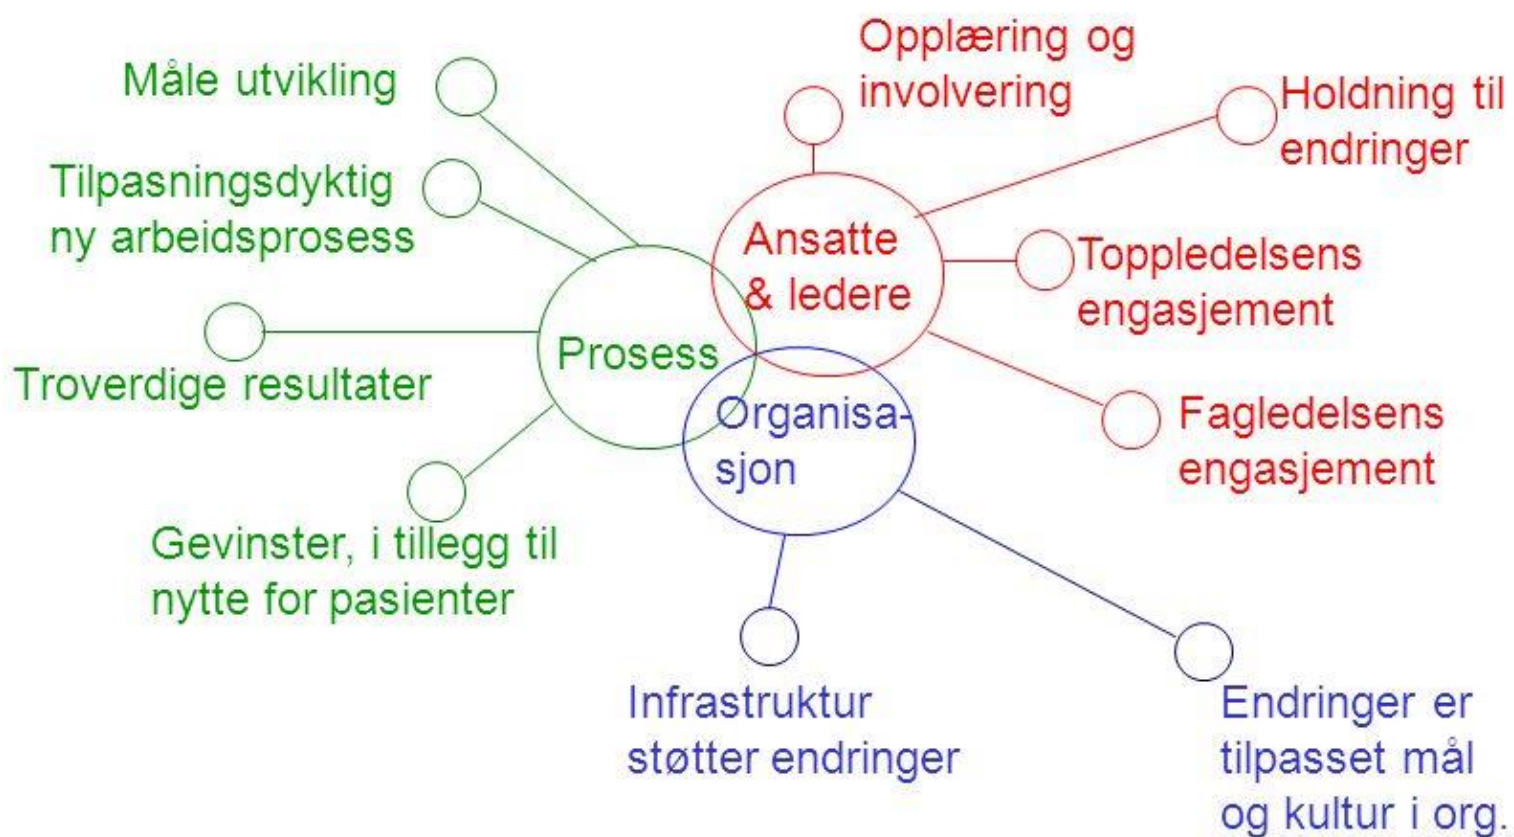 Måle utvikling
Tilpasningsdyktig
ny arbeidsprosess
Troverdige resultater
Gevinster, i tillegg til
nytte for pasienter
Prosess
Opplæring og
involvering
Holdning til
endringer
Ansatte
& ledere
Toppledelsens
engasjement
Fagledelsens
engasjement
Organisa-
sjon
Infrastruktur
støtter endringer
Endringer er
tilpasset mål
og kultur i org.